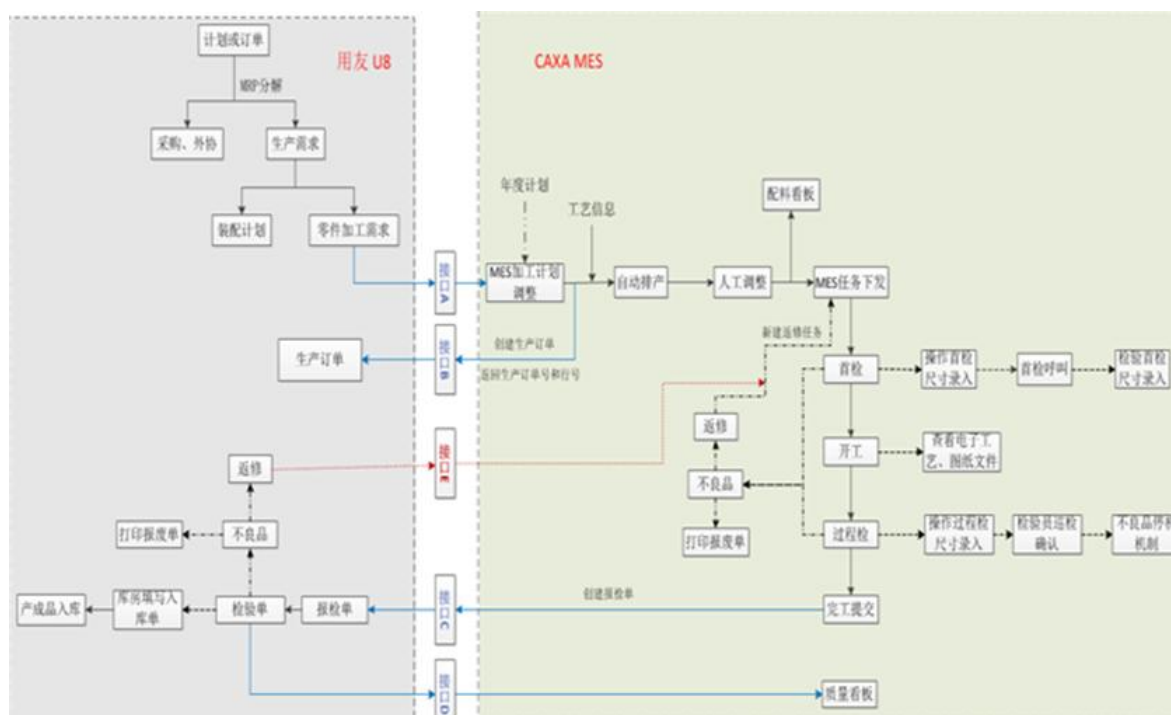 计划或订单
用友 U8
CAXA MES
MRP分解
采购、外协
生产需求
装配计划
零件加工需求
年度计划
工艺信息
配料看板
接口A
MES加工计划
调整
自动排产
人工调整
MES任务下发
生产订单
接口B
创建生产订单
返回生产订单号和行号
新建返修任务
首检
操作首检
尺寸录入
首检呼叫
检验首检
尺寸录入
返修
开工
查看电子工
艺、图纸文件
接口E
返修
不良品
打印报废单
不良品
打印报废单
过程检
操作过程检
尺寸录入
检验员巡检
确认
不良品停机
机制
产成品入库
库房填写入
库单
检验单
报检单
接口C
创建报检单
完工提交
接口D
质量看板